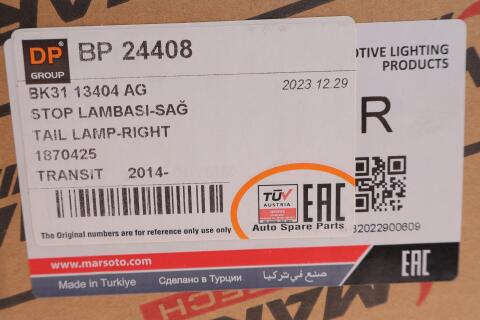 DP
GROUP
BP 24408
BK31 13404 AG
2023.12.29
STOP LAMBASI-SAĞ
TAIL LAMP-RIGHT
1870425
TRANSIT 2014-
The Original numbers are for reference only use only
TÜV
AUSTRIA
EAC
Auto Spare Parts
OTIVE LIGHTING
PRODUCTS
R
32022900609
www.marsoto.com
Made in Turkiye
Сделано в Турции
صنع في تركيا
EAC